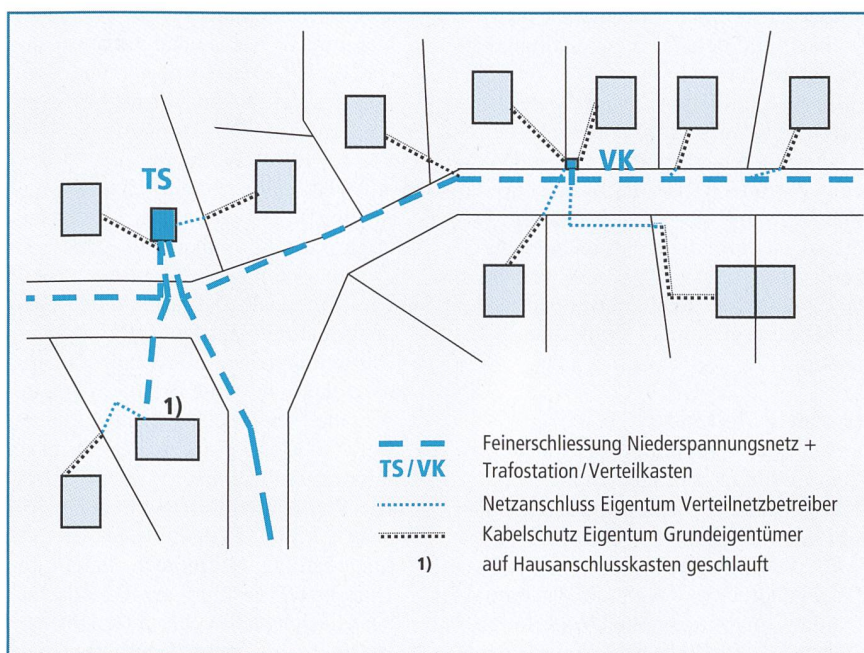 TS
VK
1)
Feinerschliessung Niederspannungsnetz +
TS/VK Trafostation/Verteilkasten
Netzanschluss Eigentum Verteilnetzbetreiber
Kabelschutz Eigentum Grundeigentümer
1) auf Hausanschlusskasten geschlauft